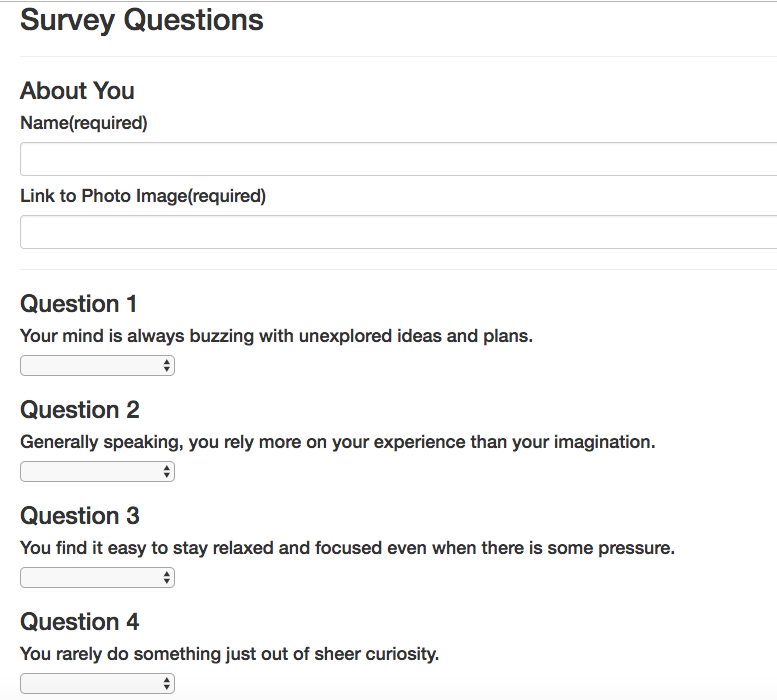 Survey Questions
About You
Name(required)
Link to Photo Image(required)
Question 1
Your mind is always buzzing with unexplored ideas and plans.
Question 2
Generally speaking, you rely more on your experience than your imagination.
Question 3
You find it easy to stay relaxed and focused even when there is some pressure.
Question 4
You rarely do something just out of sheer curiosity.